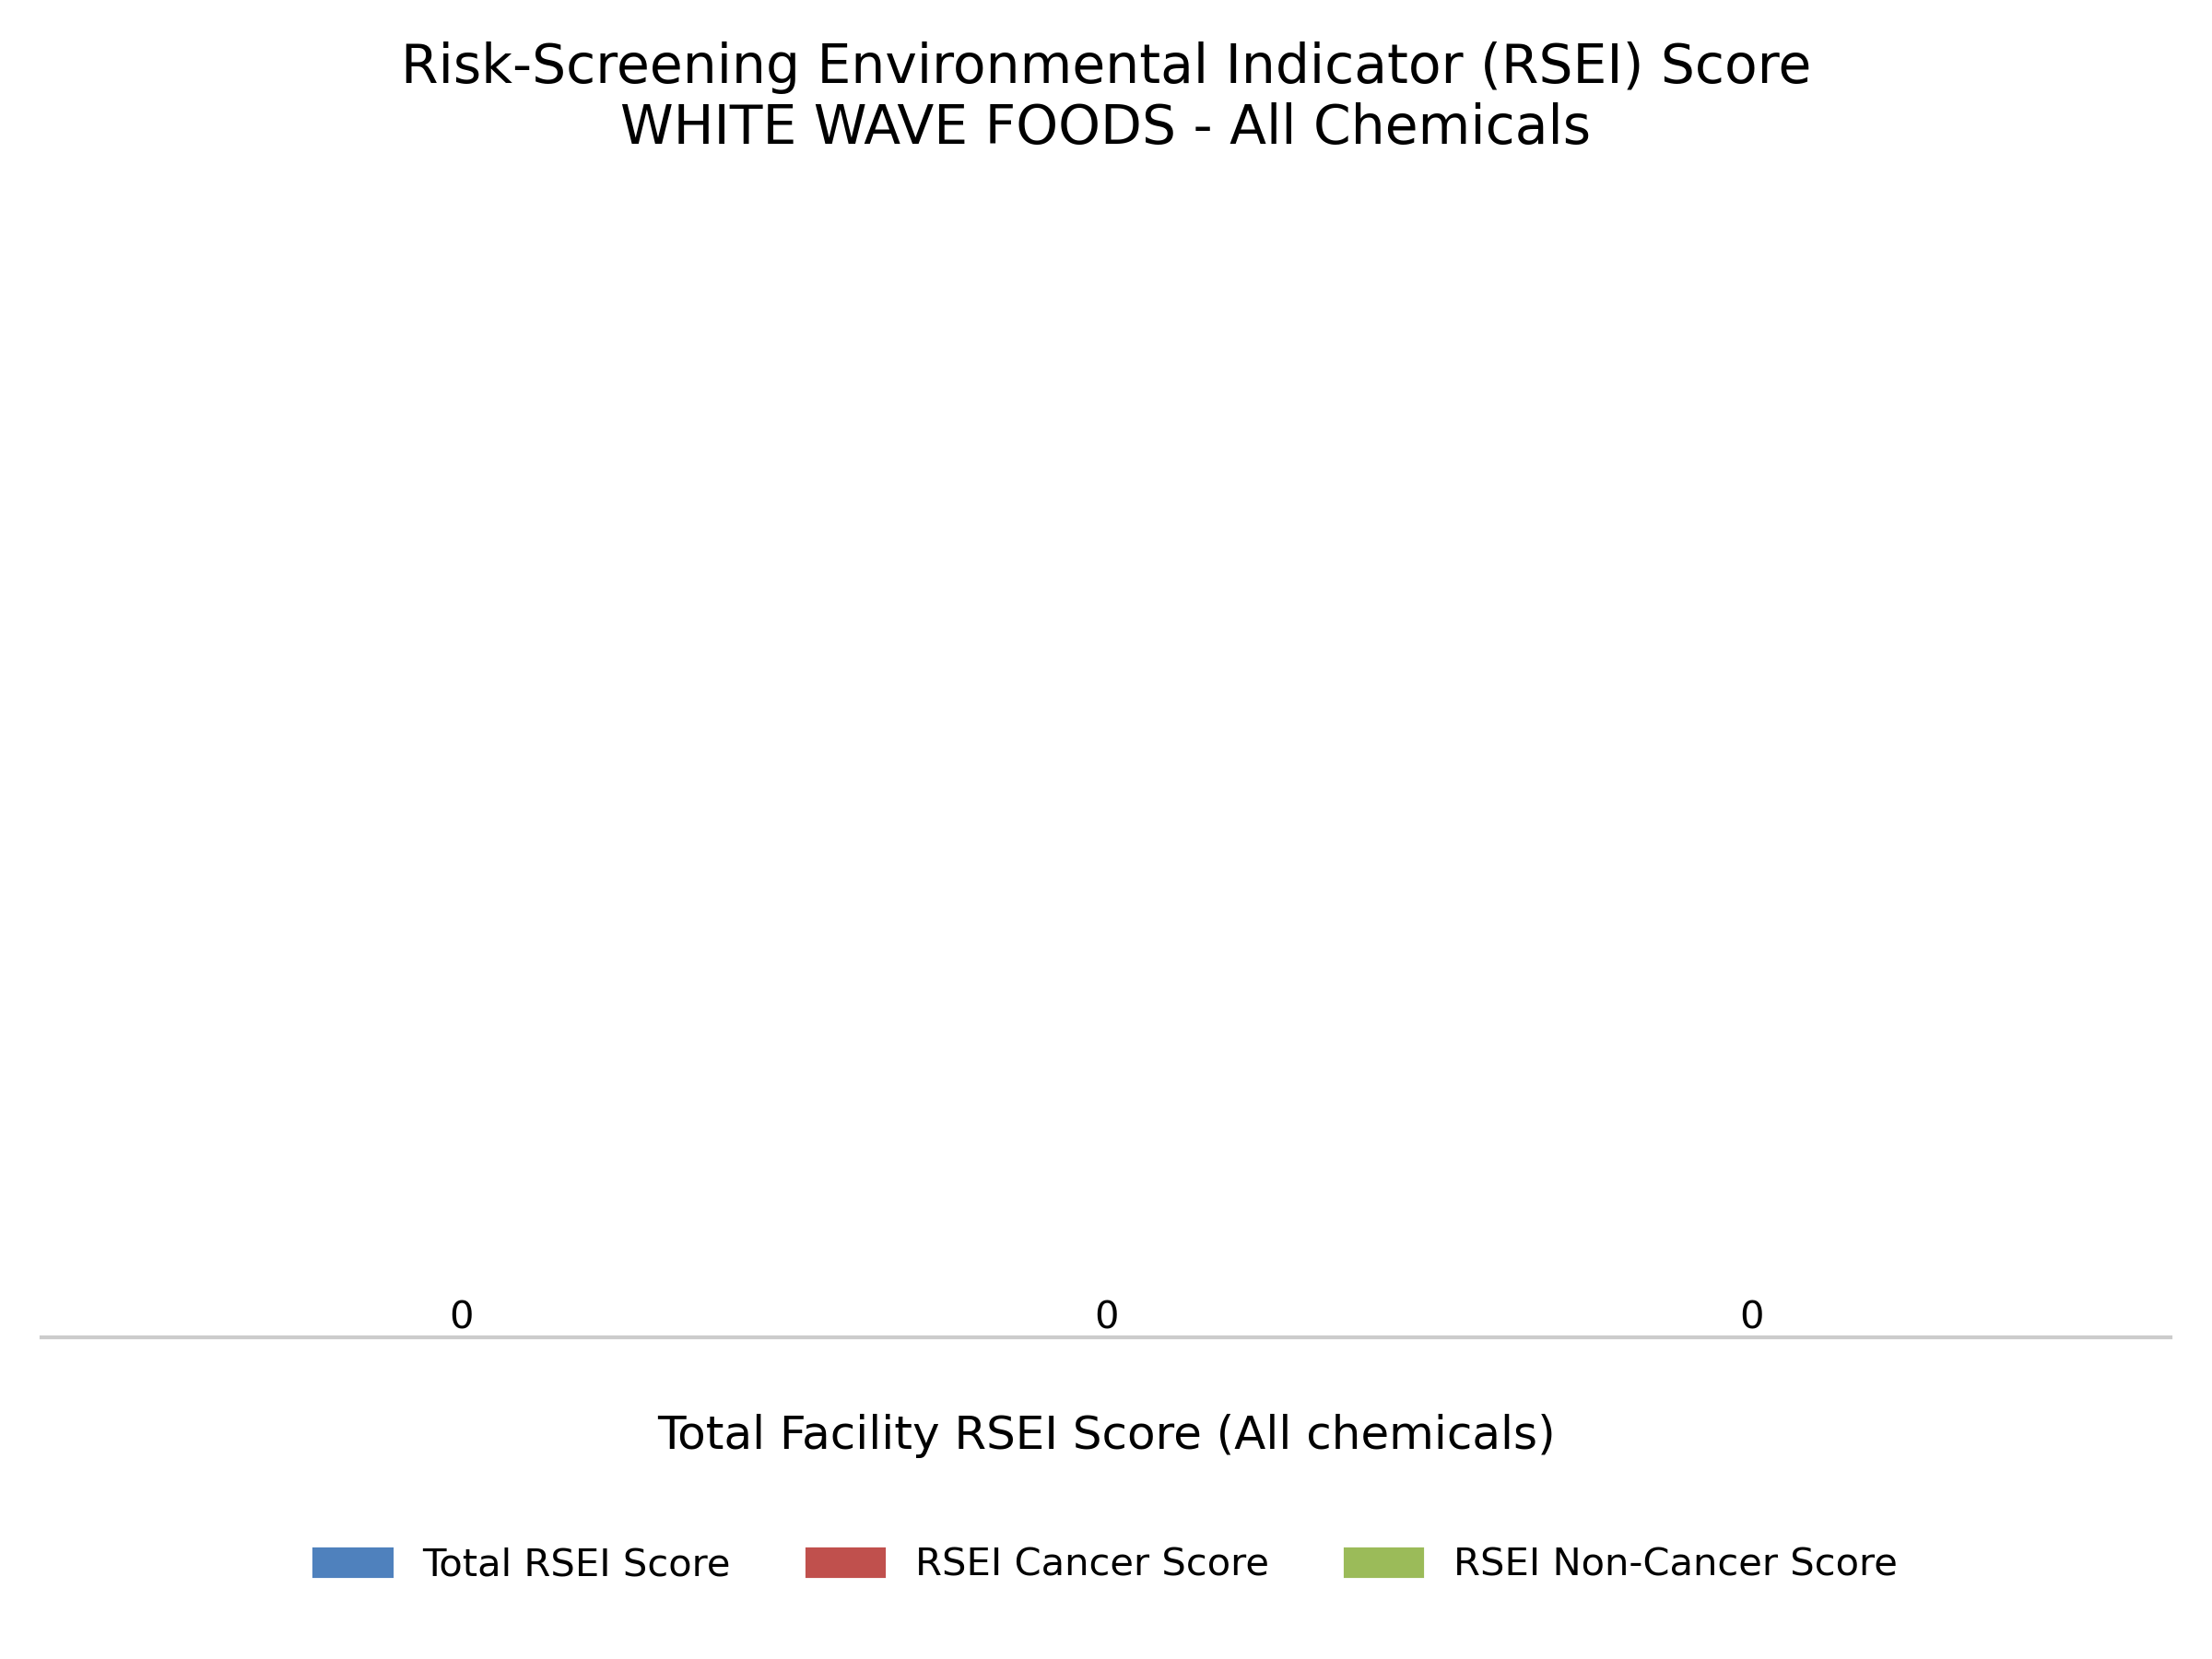 Risk-Screening Environmental Indicator (RSEI) Score
WHITE WAVE FOODS - All Chemicals
0 0 0
Total Facility RSEI Score (All chemicals)
Total RSEI Score RSEI Cancer Score RSEI Non-Cancer Score